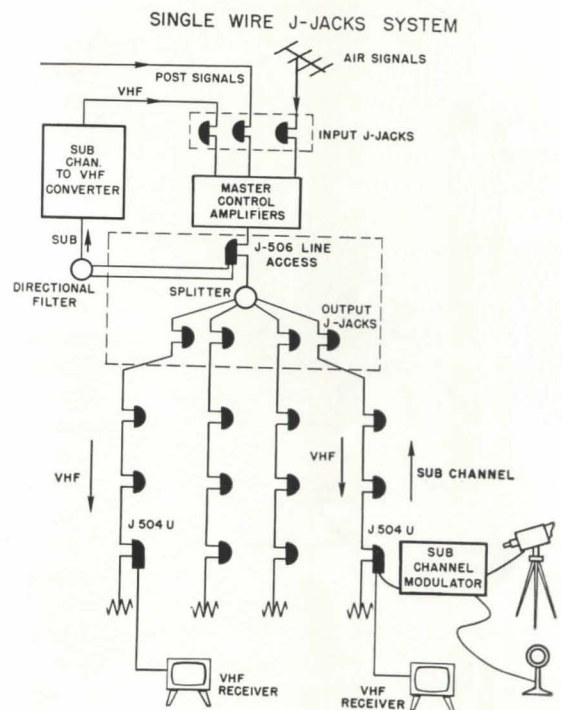 SINGLE WIRE J-JACKS SYSTEM
POST SIGNALS
AIR SIGNALS
VHF
INPUT J-JACKS
SUB
CHAN.
TO VHF
CONVERTER
MASTER
CONTROL
AMPLIFIERS
SUB
J-506 LINE
ACCESS
DIRECTIONAL
FILTER
SPLITTER
OUTPUT
J-JACKS
VHF
VHF
SUB CHANNEL
J 504 U
J 504 U
SUB
CHANNEL
MODULATOR
VHF
RECEIVER
VHF
RECEIVER